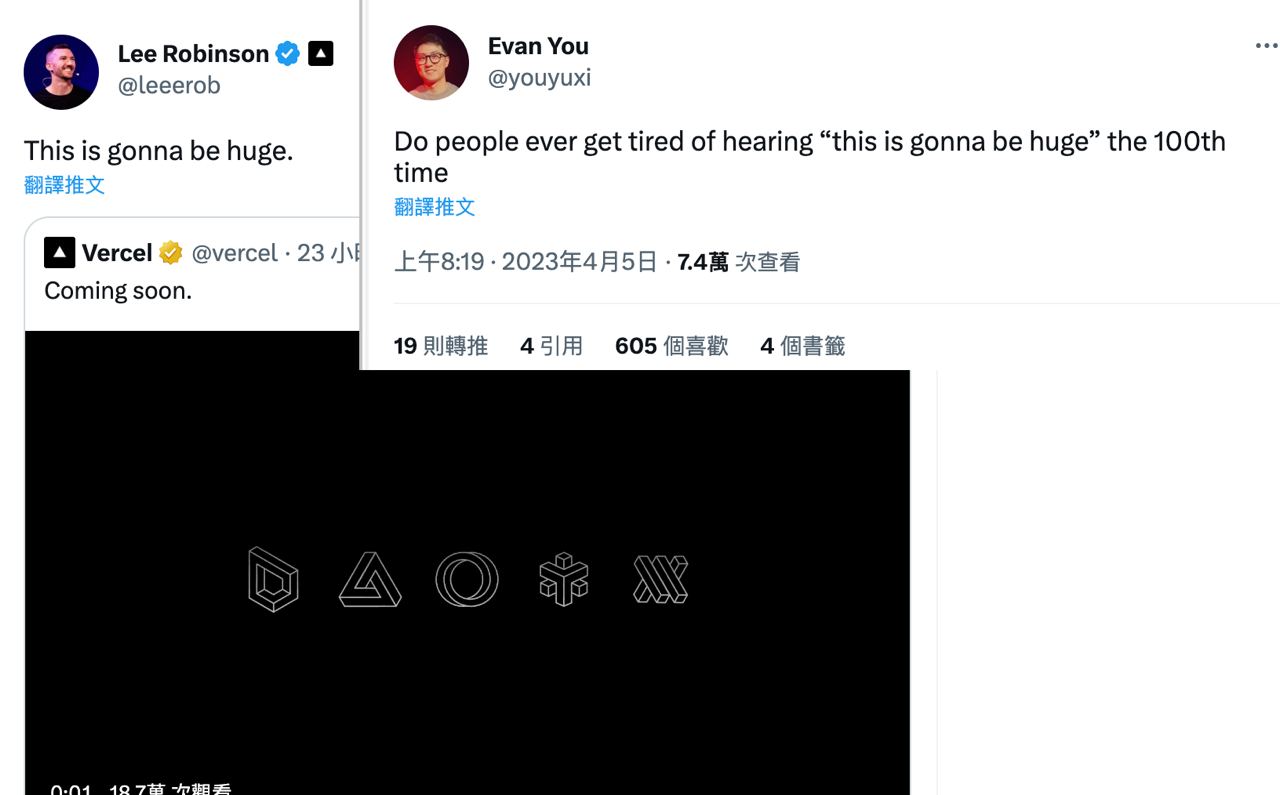 Lee Robinson
@leeerob
This is gonna be huge.
翻譯推文
Vercel @vercel · 23 小
Coming soon.
0:01 18.7萬 次觀看
Evan You
@youyuxi
Do people ever get tired of hearing “this is gonna be huge” the 100th
time
翻譯推文
上午8:19 · 2023年4月5日 · 7.4萬 次查看
19 則轉推 4 引用 605 個喜歡 4 個書籤